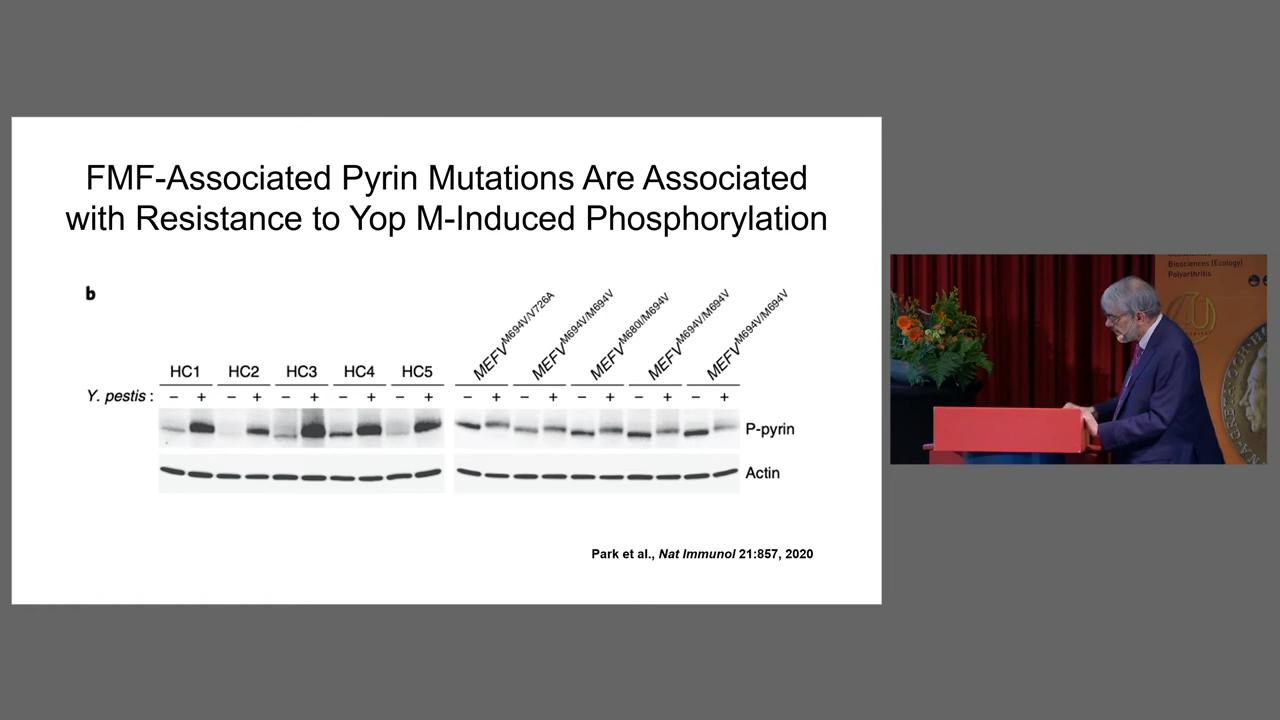 FMF-Associated Pyrin Mutations Are Associated
with Resistance to Yop M-Induced Phosphorylation
b
MEFV^M694V/V726A MEFV^M694V/M694V MEFV^M680I/M694V MEFV^M694V/M694V MEFV^M694V/M694V
HC1 HC2 HC3 HC4 HC5
Y. pestis : – + – + – + – + – + – + – + – + – + – +
P-pyrin
Actin
Park et al., Nat Immunol 21:857, 2020
Biosciences (Ecology)
Polyarthritis